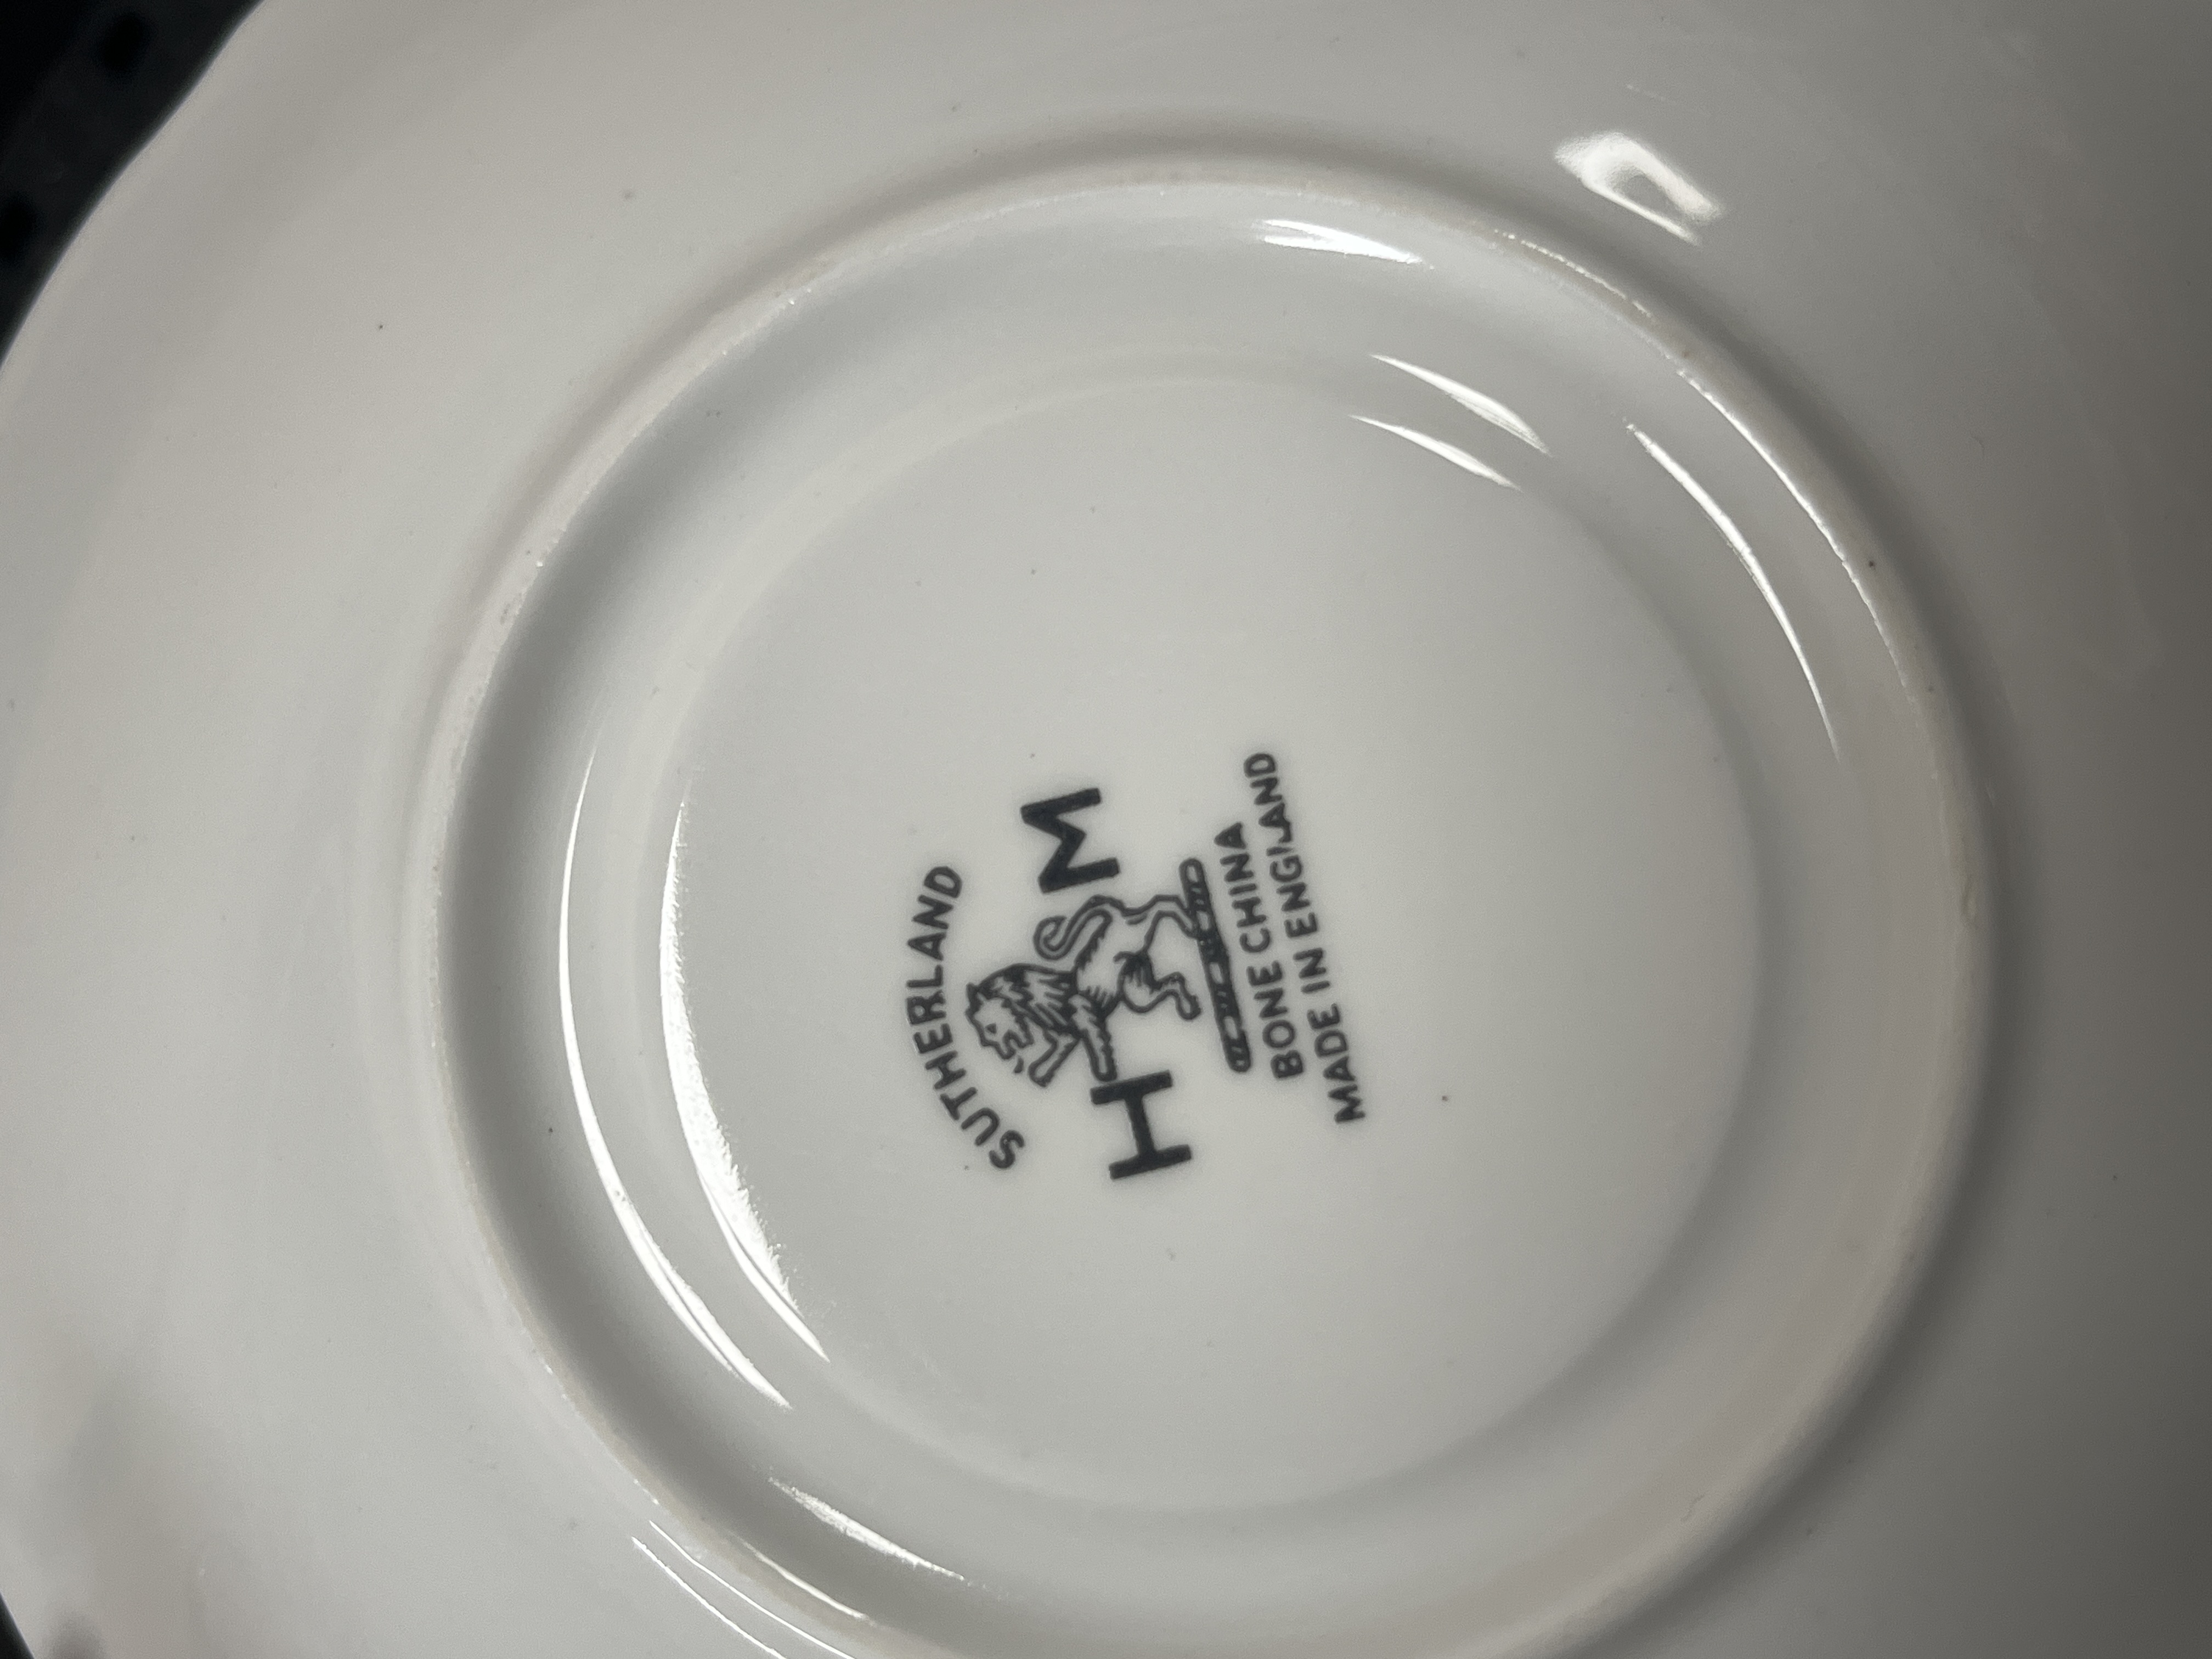 SUTHERLAND
H M
BONE CHINA
MADE IN ENGLAND